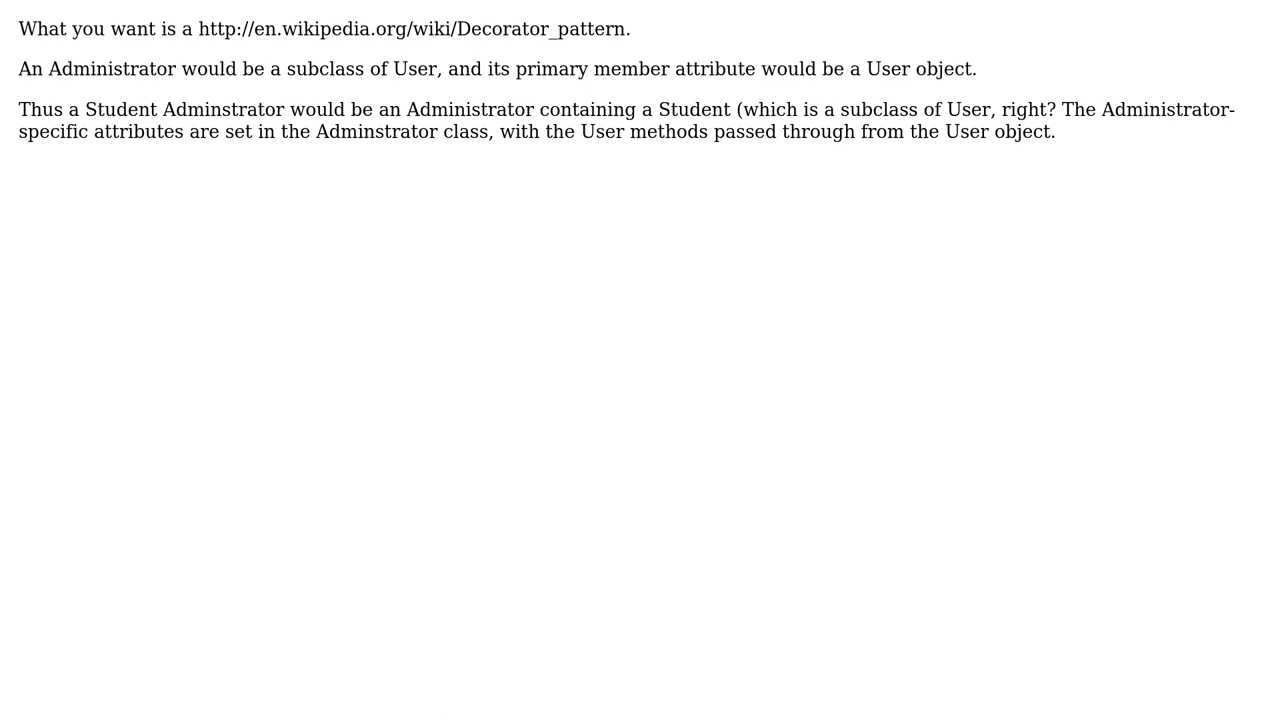 What you want is a http://en.wikipedia.org/wiki/Decorator_pattern.
An Administrator would be a subclass of User, and its primary member attribute would be a User object.
Thus a Student Adminstrator would be an Administrator containing a Student (which is a subclass of User, right? The Administrator-
specific attributes are set in the Adminstrator class, with the User methods passed through from the User object.